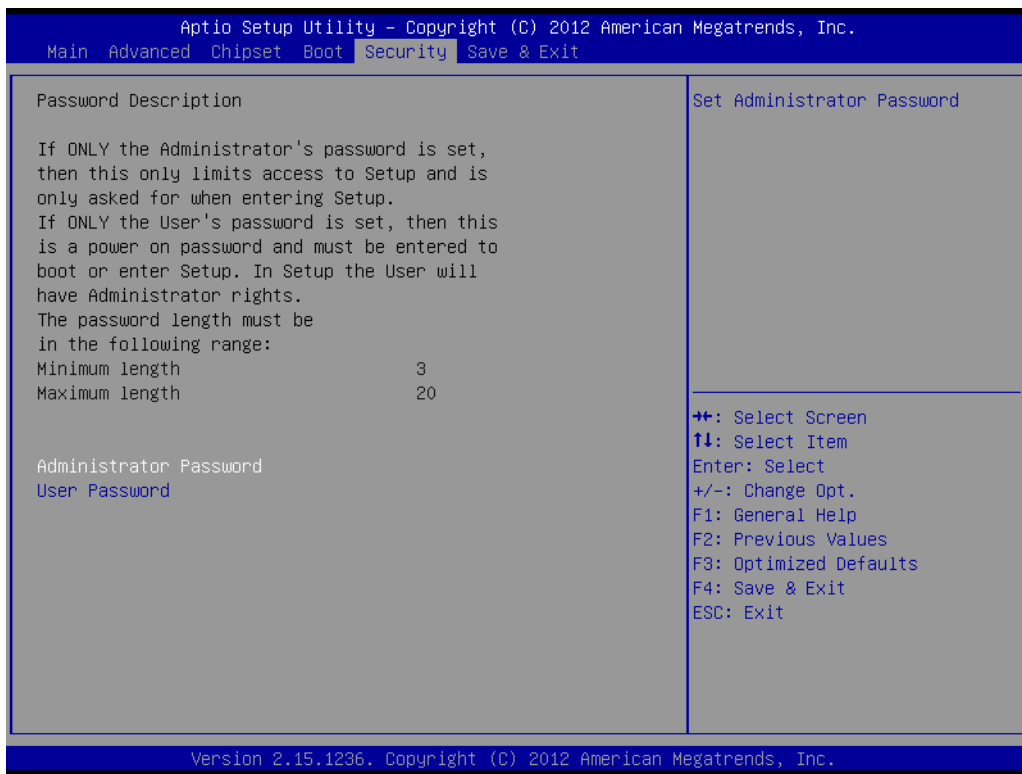 Aptio Setup Utility – Copyright (C) 2012 American Megatrends, Inc.
Main Advanced Chipset Boot Security Save & Exit
Password Description
If ONLY the Administrator's password is set,
then this only limits access to Setup and is
only asked for when entering Setup.
If ONLY the User's password is set, then this
is a power on password and must be entered to
boot or enter Setup. In Setup the User will
have Administrator rights.
The password length must be
in the following range:
Minimum length 3
Maximum length 20
Administrator Password
User Password
Set Administrator Password
→←: Select Screen
↑↓: Select Item
Enter: Select
+/-: Change Opt.
F1: General Help
F2: Previous Values
F3: Optimized Defaults
F4: Save & Exit
ESC: Exit
Version 2.15.1236. Copyright (C) 2012 American Megatrends, Inc.